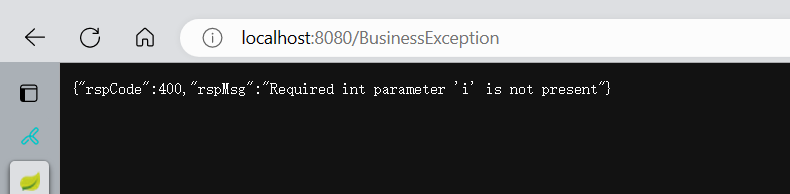 localhost:8080/BusinessException
{"rspCode":400,"rspMsg":"Required int parameter 'i' is not present"}